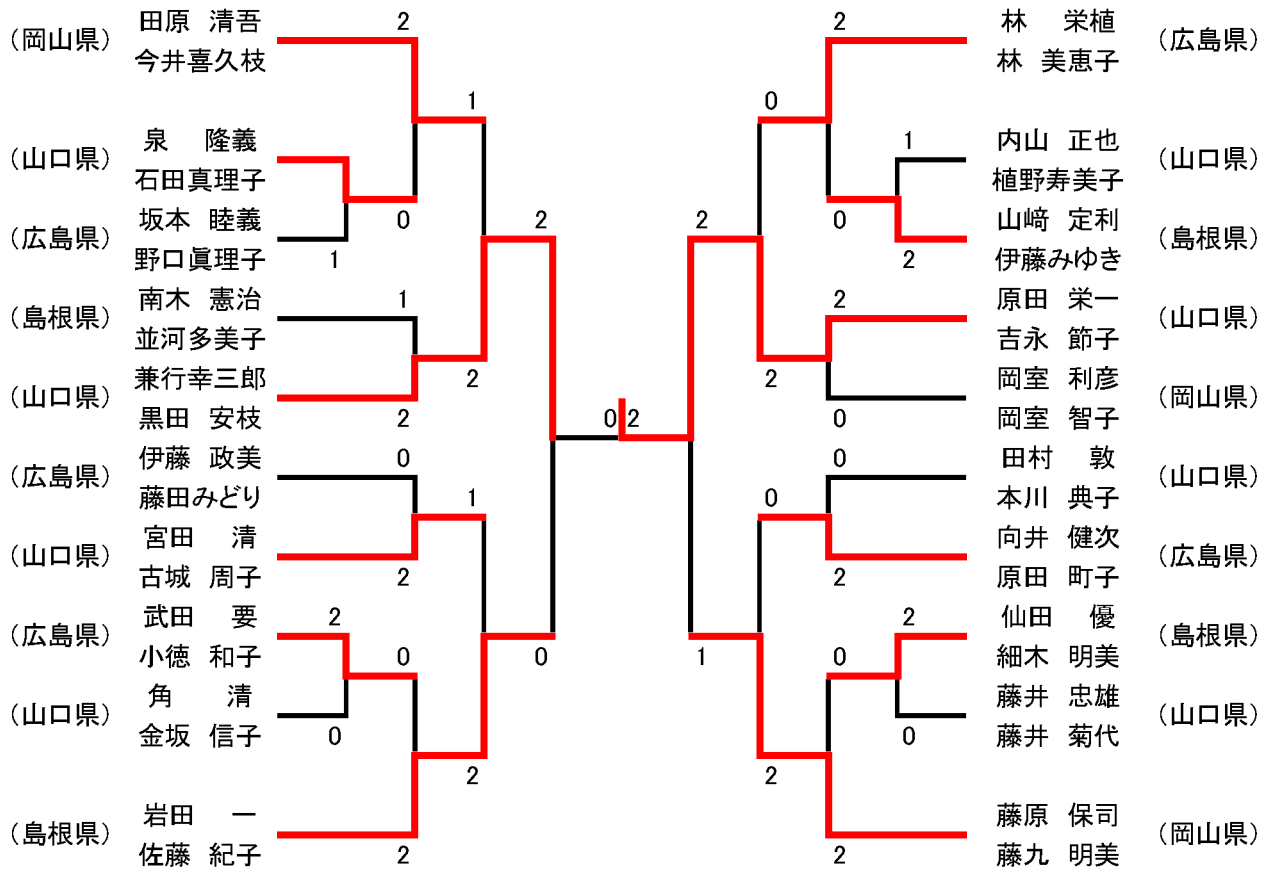 田原 清吾
(岡山県)
今井喜久枝
2
1
泉 隆義
(山口県)
石田真理子
0
坂本 睦義
(広島県)
野口眞理子
1
2
南木 憲治
(島根県)
並河多美子
1
2
兼行幸三郎
(山口県)
黒田 安枝
2
0
伊藤 政美
(広島県)
藤田みどり
0
1
宮田 清
(山口県)
古城 周子
2
武田 要
(広島県)
小徳 和子
2
0
0
角 清
(山口県)
金坂 信子
0
2
岩田 一
(島根県)
佐藤 紀子
2
2
林 栄植
(広島県)
林 美恵子
0
1
内山 正也
(山口県)
植野寿美子
2
0
山﨑 定利
(島根県)
伊藤みゆき
2
2
原田 栄一
(山口県)
吉永 節子
2
岡室 利彦
(岡山県)
岡室 智子
0
2
0
田村 敦
(山口県)
本川 典子
0
向井 健次
(広島県)
原田 町子
2
1
2
仙田 優
(島根県)
細木 明美
0
藤井 忠雄
(山口県)
藤井 菊代
0
2
藤原 保司
(岡山県)
藤九 明美
2